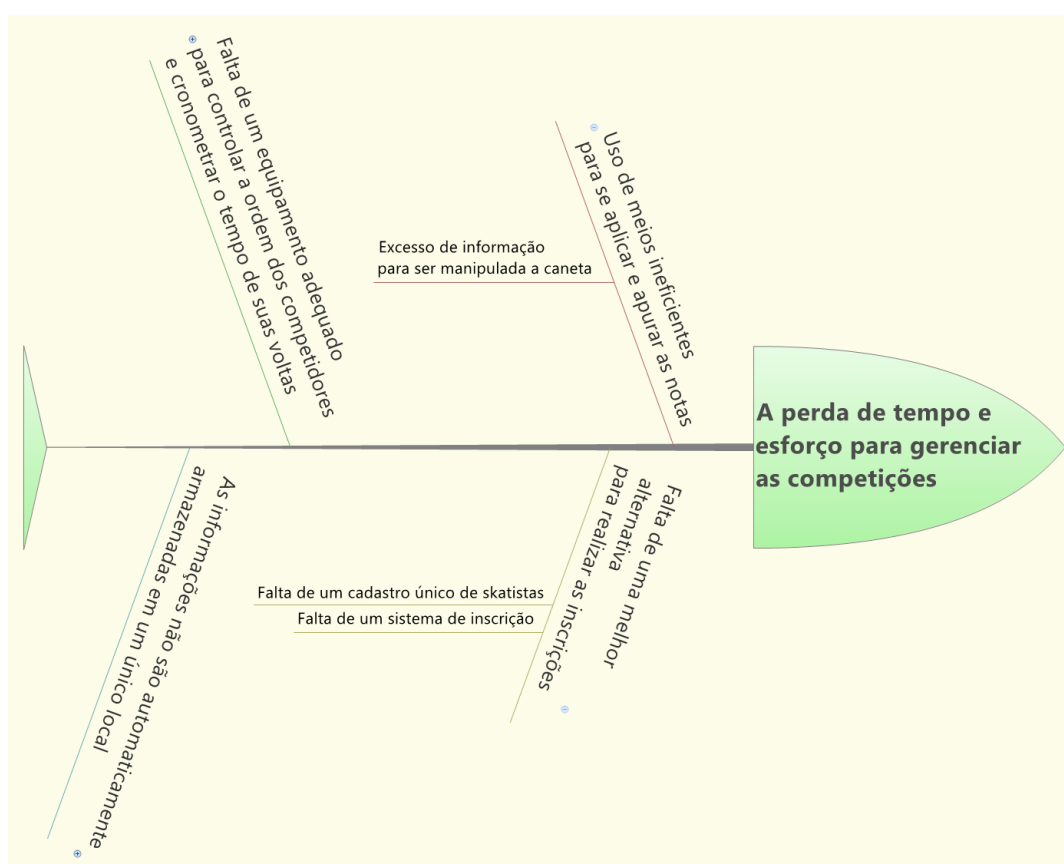 Falta de um equipamento adequado
para controlar a ordem dos competidores
e cronometrar o tempo de suas voltas
Uso de meios ineficientes
para se aplicar e apurar as notas
Excesso de informação
para ser manipulada a caneta
A perda de tempo e
esforço para gerenciar
as competições
As informações não são automaticamente
armazenadas em um único local
Falta de uma melhor
alternativa
para realizar as inscrições
Falta de um cadastro único de skatistas
Falta de um sistema de inscrição